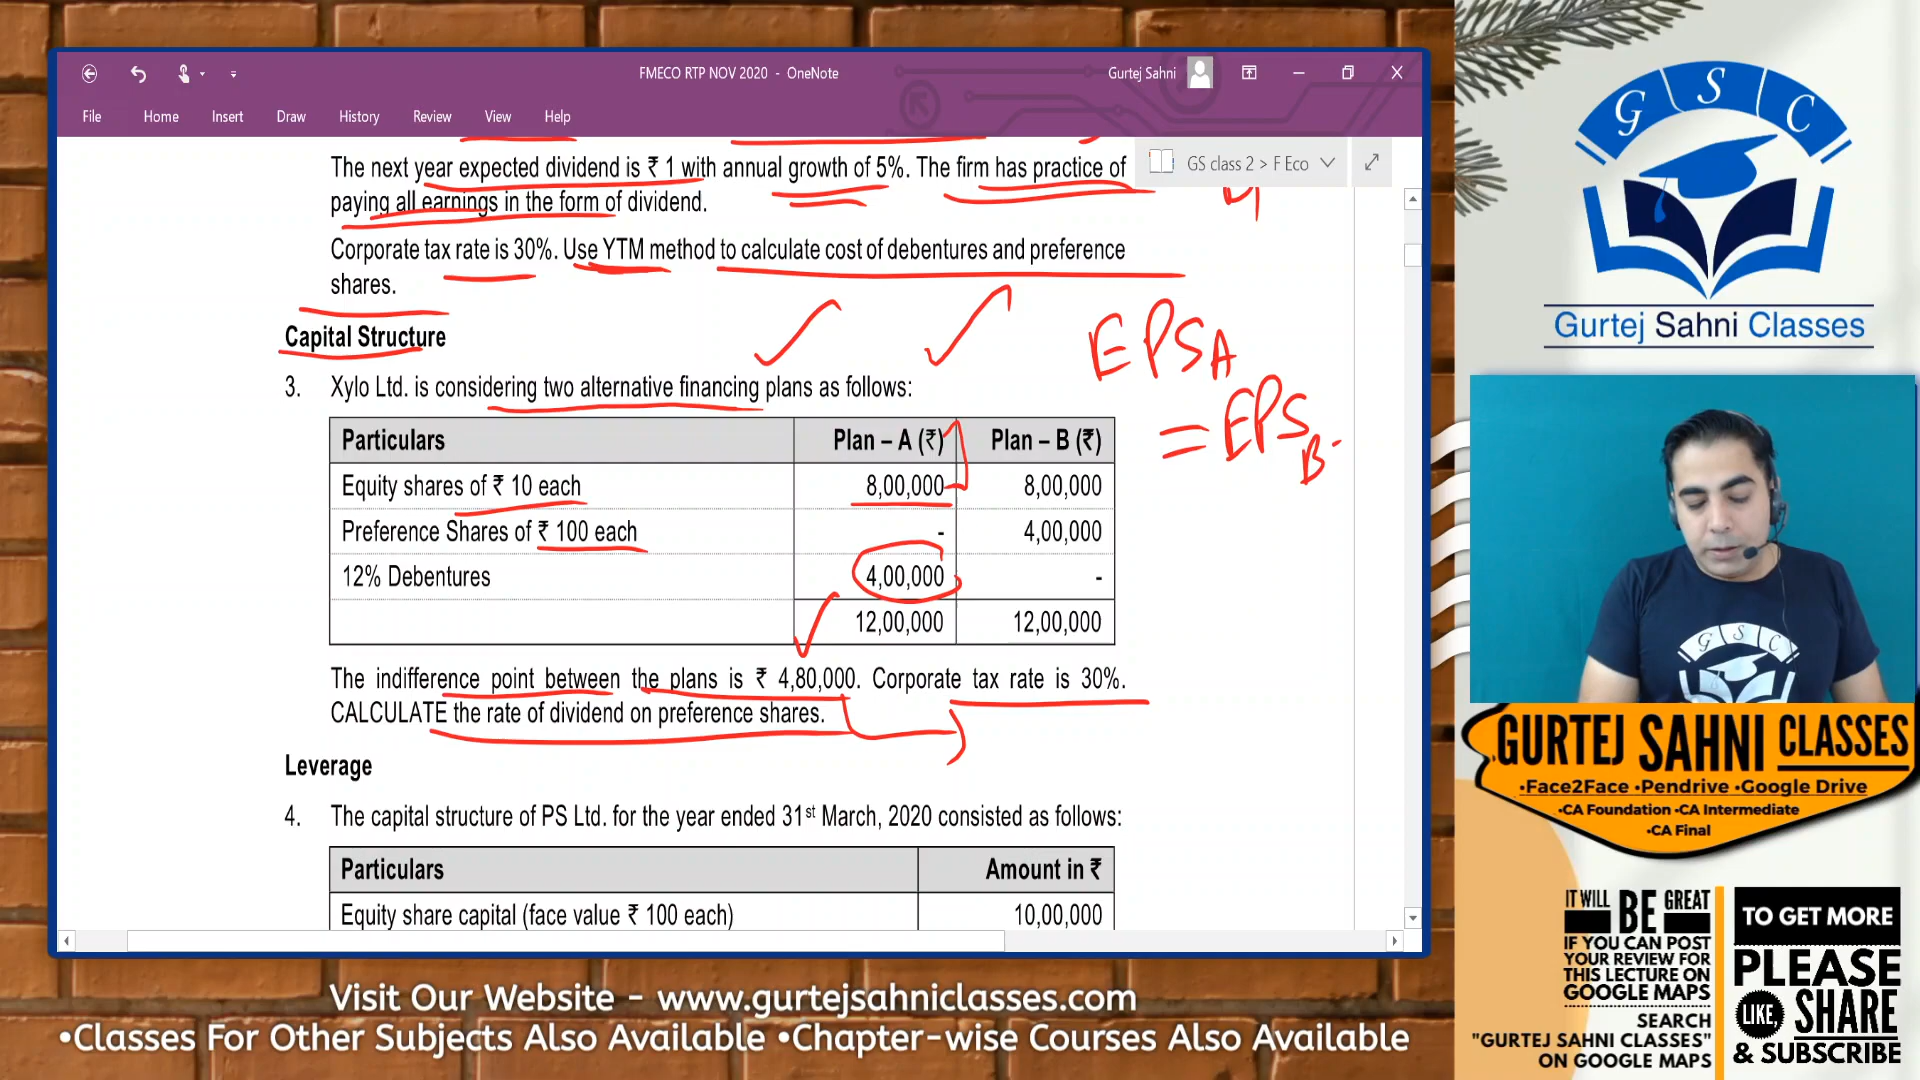 FMECO RTP NOV 2020 - OneNote
Gurtej Sahni
File Home Insert Draw History Review View Help
GS class 2 > F Eco
The next year expected dividend is ₹ 1 with annual growth of 5%. The firm has practice of
paying all earnings in the form of dividend.
Corporate tax rate is 30%. Use YTM method to calculate cost of debentures and preference
shares.
Capital Structure
3. Xylo Ltd. is considering two alternative financing plans as follows:
Particulars Plan – A (₹) Plan – B (₹)
Equity shares of ₹ 10 each 8,00,000 8,00,000
Preference Shares of ₹ 100 each - 4,00,000
12% Debentures 4,00,000 -
12,00,000 12,00,000
The indifference point between the plans is ₹ 4,80,000. Corporate tax rate is 30%.
CALCULATE the rate of dividend on preference shares.
Leverage
4. The capital structure of PS Ltd. for the year ended 31st March, 2020 consisted as follows:
Particulars Amount in ₹
Equity share capital (face value ₹ 100 each) 10,00,000
EPS A
= EPS B
G S C
Gurtej Sahni Classes
G S C
GURTEJ SAHNI CLASSES
•Face2Face •Pendrive •Google Drive
•CA Foundation •CA Intermediate
•CA Final
IT WILL BE GREAT
IF YOU CAN POST
YOUR REVIEW FOR
THIS LECTURE ON
GOOGLE MAPS
SEARCH
"GURTEJ SAHNI CLASSES"
ON GOOGLE MAPS
TO GET MORE
PLEASE
LIKE, SHARE
& SUBSCRIBE
Visit Our Website - www.gurtejsahniclasses.com
•Classes For Other Subjects Also Available •Chapter-wise Courses Also Available